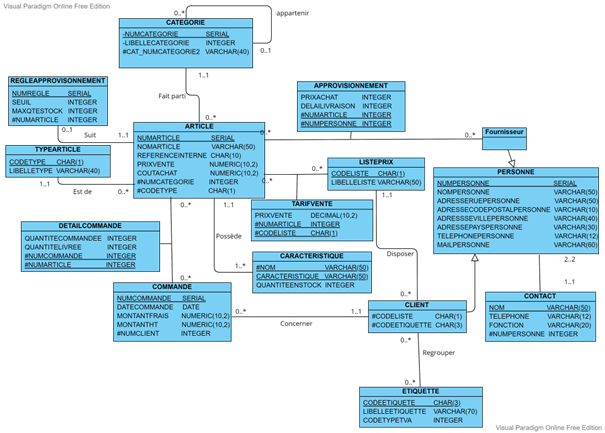 Visual Paradigm Online Free Edition
CATEGORIE
-NUMCATEGORIE SERIAL
-LIBELLECATEGORIE INTEGER
#CAT_NUMCATEGORIE2 VARCHAR(40)
0..*
appartenir
0..1
1..1
Fait parti
0..*
REGLEAPPROVISONNEMENT
NUMREGLE SERIAL
SEUIL INTEGER
MAXQTESTOCK INTEGER
#NUMARTICLE INTEGER
0..1
Suit
1..1
APPROVISIONNEMENT
PRIXACHAT INTEGER
DELAILIVRAISON INTEGER
#NUMARTICLE INTEGER
#NUMPERSONNE INTEGER
ARTICLE
NUMARTICLE SERIAL
NOMARTICLE VARCHAR(50)
REFERENCEINTERNE CHAR(10)
PRIXVENTE NUMERIC(10,2)
COUTACHAT NUMERIC(10,2)
#NUMCATEGORIE INTEGER
#CODETYPE CHAR(1)
0..*
0..*
Fournisseur
TYPEARTICLE
CODETYPE CHAR(1)
LIBELLETYPE VARCHAR(40)
1..1
Est de
0..*
LISTEPRIX
CODELISTE CHAR(1)
LIBELLELISTE VARCHAR(50)
0..*
0..*
1..1
PERSONNE
NUMPERSONNE SERIAL
NOMPERSONNE VARCHAR(50)
ADRESSERUEPERSONNE VARCHAR(50)
ADRESSECODEPOSTALPERSONNE VARCHAR(10)
ADRESSSEVILLEPERSONNE VARCHAR(40)
ADRESSEPAYSPERSONNE VARCHAR(30)
TELEPHONEPERSONNE VARCHAR(12)
MAILPERSONNE VARCHAR(60)
TARIFVENTE
PRIXVENTE DECIMAL(10,2)
#NUMARTICLE INTEGER
#CODELISTE CHAR(1)
DETAILCOMMANDE
QUANTITECOMMANDEE INTEGER
QUANTITELIVREE INTEGER
#NUMCOMMANDE INTEGER
#NUMARTICLE INTEGER
0..*
1..1
Possède
1..*
0..*
CARACTERISTIQUE
#NOM VARCHAR(50)
CARACTERISTIQUE VARCHAR(50)
QUANTITEENSTOCK INTEGER
Disposer
0..*
2..2
1..1
COMMANDE
NUMCOMMANDE SERIAL
DATECOMMANDE DATE
MONTANTFRAIS NUMERIC(10,2)
MONTANTHT NUMERIC(10,2)
#NUMCLIENT INTEGER
0..*
Concerner
1..1
CLIENT
#CODELISTE CHAR(1)
#CODEETIQUETTE CHAR(3)
CONTACT
NOM VARCHAR(50)
TELEPHONE VARCHAR(12)
FONCTION VARCHAR(20)
#NUMPERSONNE INTEGER
0..*
Regrouper
0..*
ETIQUETTE
CODEETIQUETE CHAR(3)
LIBELLEETIQUETTE VARCHAR(70)
CODETYPETVA INTEGER
Visual Paradigm Online Free Edition